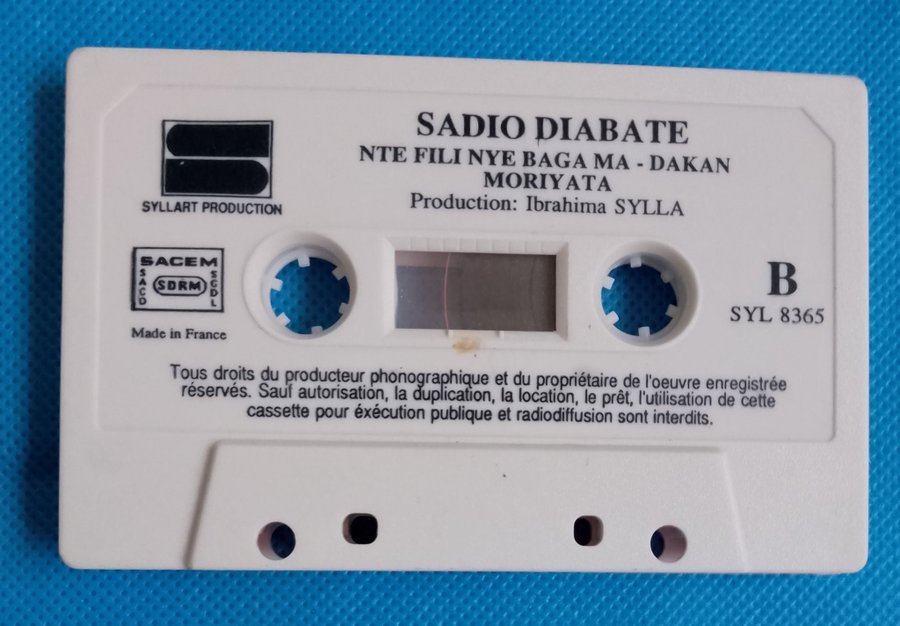 SADIO DIABATE
NTE FILI NYE BAGA MA - DAKAN
MORIYATA
Production: Ibrahima SYLLA
SYLLART PRODUCTION
SACEM
SACD
SDRM
SGDL
Made in France
B
SYL 8365
Tous droits du producteur phonographique et du propriétaire de l'oeuvre enregistrée
réservés. Sauf autorisation, la duplication, la location, le prêt, l'utilisation de cette
cassette pour éxécution publique et radiodiffusion sont interdits.